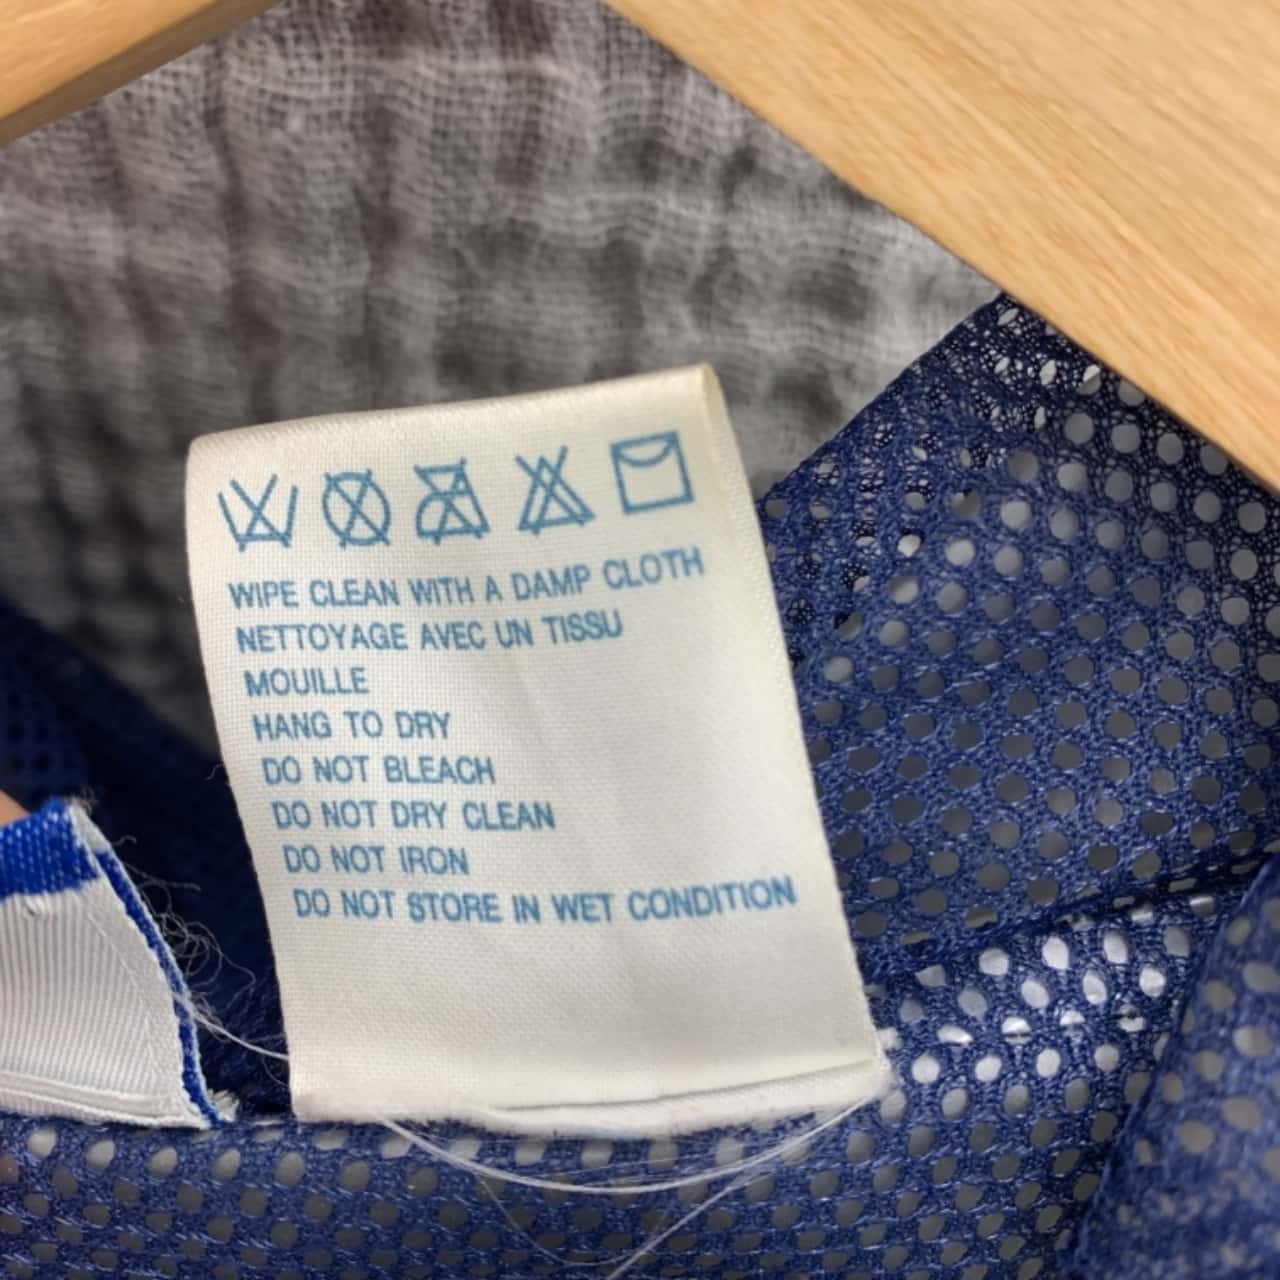 WIPE CLEAN WITH A DAMP CLOTH
NETTOYAGE AVEC UN TISSU
MOUILLE
HANG TO DRY
DO NOT BLEACH
DO NOT DRY CLEAN
DO NOT IRON
DO NOT STORE IN WET CONDITION